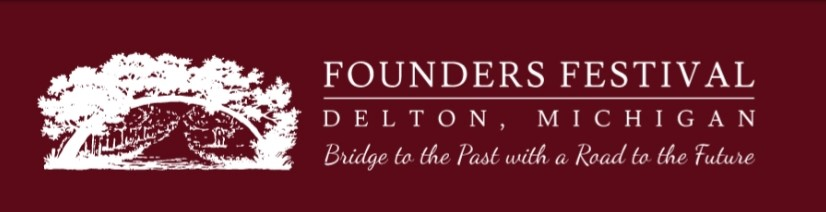 FOUNDERS FESTIVAL
DELTON, MICHIGAN
Bridge to the Past with a Road to the Future